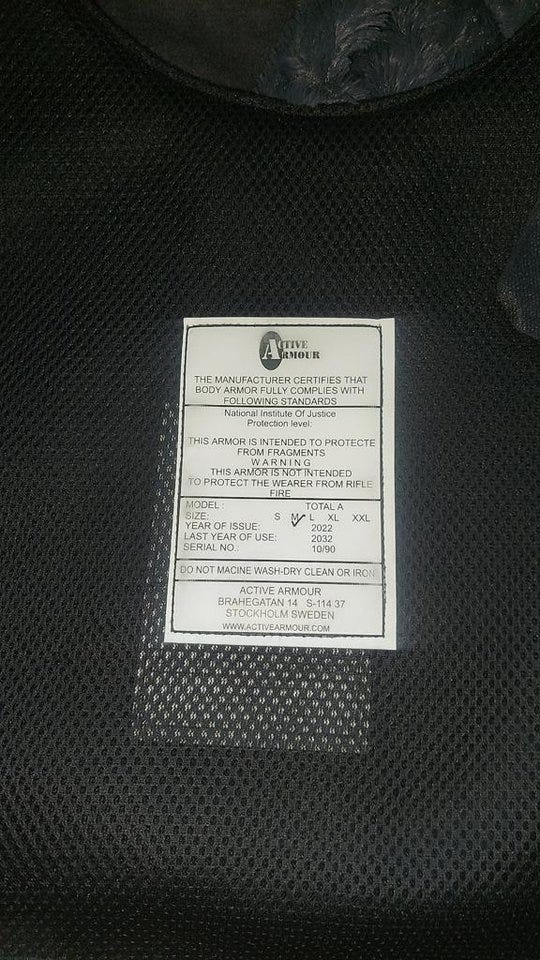 ACTIVE
ARMOUR
THE MANUFACTURER CERTIFIES THAT
BODY ARMOR FULLY COMPLIES WITH
FOLLOWING STANDARDS
National Institute Of Justice
Protection level:
THIS ARMOR IS INTENDED TO PROTECTE
FROM FRAGMENTS
WARNING
THIS ARMOR IS NOT INTENDED
TO PROTECT THE WEARER FROM RIFLE
FIRE
MODEL : TOTAL A
SIZE: S M L XL XXL
YEAR OF ISSUE: 2022
LAST YEAR OF USE: 2032
SERIAL NO.: 10/90
DO NOT MACINE WASH-DRY CLEAN OR IRON
ACTIVE ARMOUR
BRAHEGATAN 14 S-114 37
STOCKHOLM SWEDEN
WWW.ACTIVEARMOUR.COM